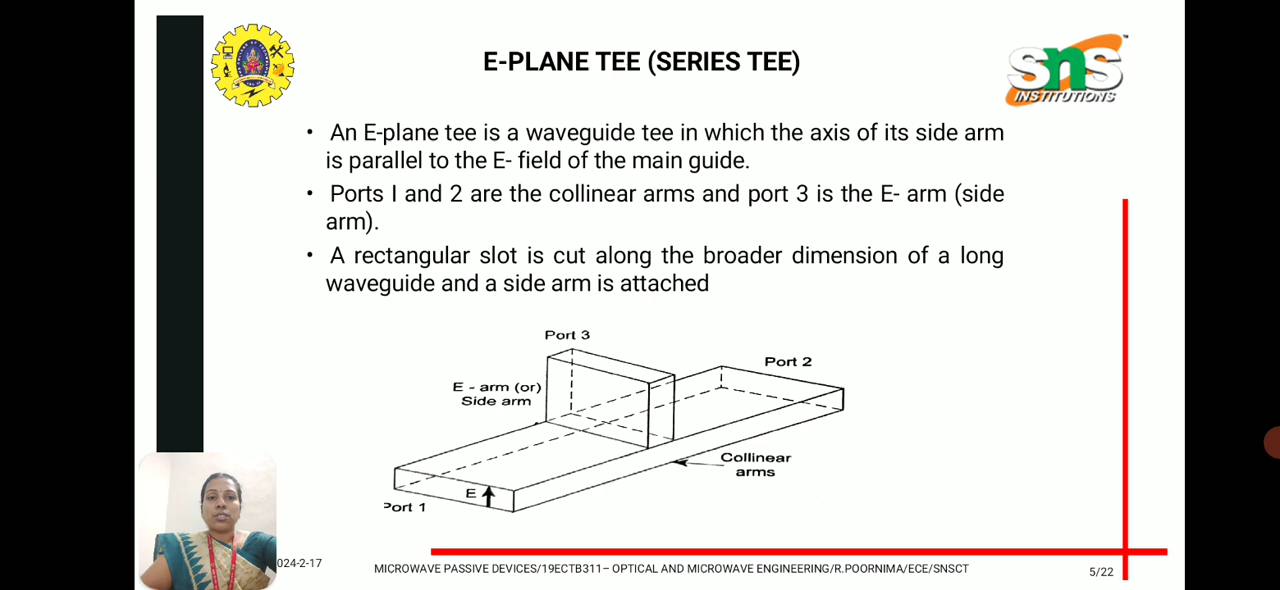 E-PLANE TEE (SERIES TEE)
SNS
INSTITUTIONS
• An E-plane tee is a waveguide tee in which the axis of its side arm
is parallel to the E- field of the main guide.
• Ports I and 2 are the collinear arms and port 3 is the E- arm (side
arm).
• A rectangular slot is cut along the broader dimension of a long
waveguide and a side arm is attached
Port 3
Port 2
E - arm (or)
Side arm
Collinear
arms
E
Port 1
024-2-17
MICROWAVE PASSIVE DEVICES/19ECTB311– OPTICAL AND MICROWAVE ENGINEERING/R.POORNIMA/ECE/SNSCT
5/22